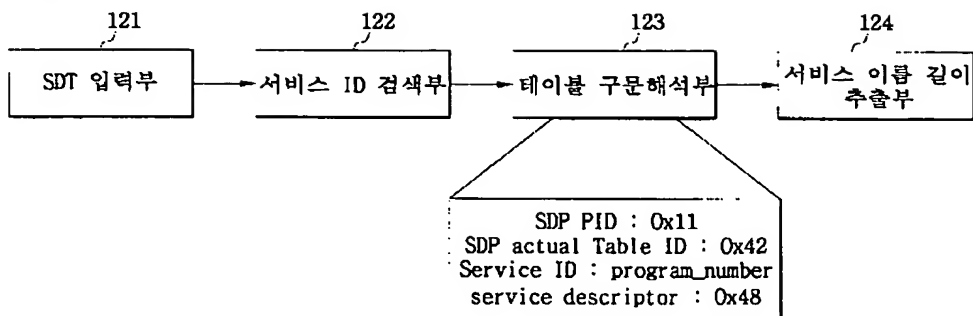 121
122
123
124
SDT 입력부
서비스 ID 검색부
테이블 구문해석부
서비스 이름 길이
추출부
SDP PID : 0x11
SDP actual Table ID : 0x42
Service ID : program_number
service descriptor : 0x48